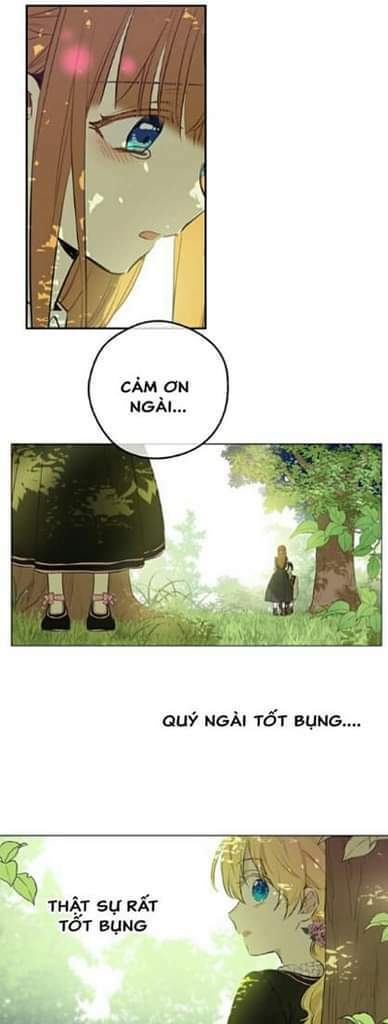 CẢM ƠN
NGÀI...
QUÝ NGÀI TỐT BỤNG....
THẬT SỰ RẤT
TỐT BỤNG